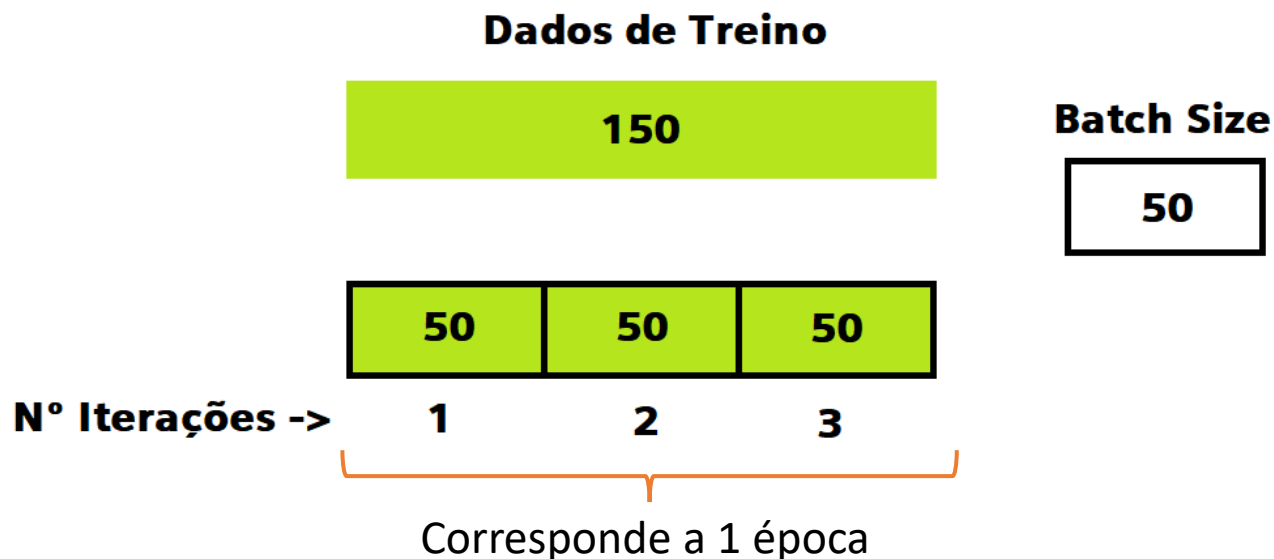 Dados de Treino
150
Batch Size
50
50 50 50
Nº Iterações -> 1 2 3
Corresponde a 1 época